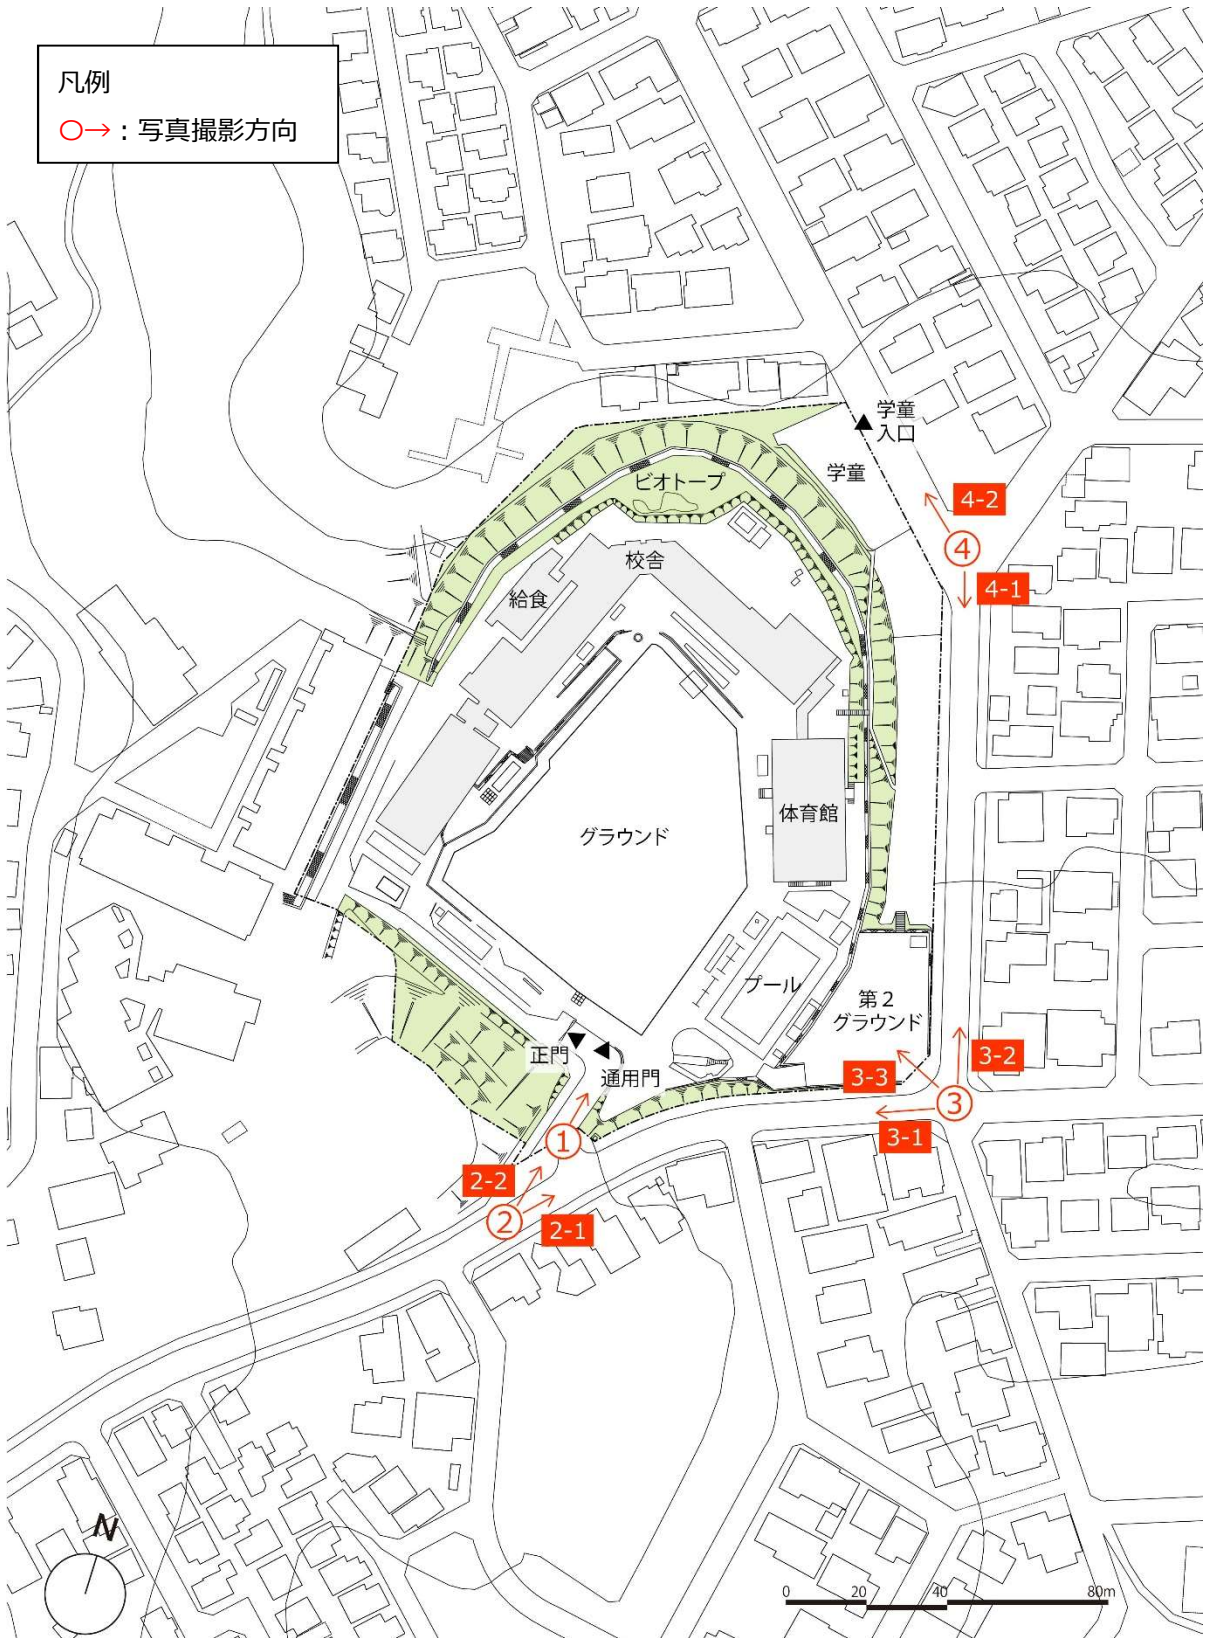 凡例
○→：写真撮影方向
学童
入口
学童
ビオトープ
4-2
④
校舎
4-1
給食
体育館
グラウンド
プール
第２
グラウンド
正門
通用門
3-2
3-3
③
3-1
①
2-2
②
2-1
N
0 20 40 80m